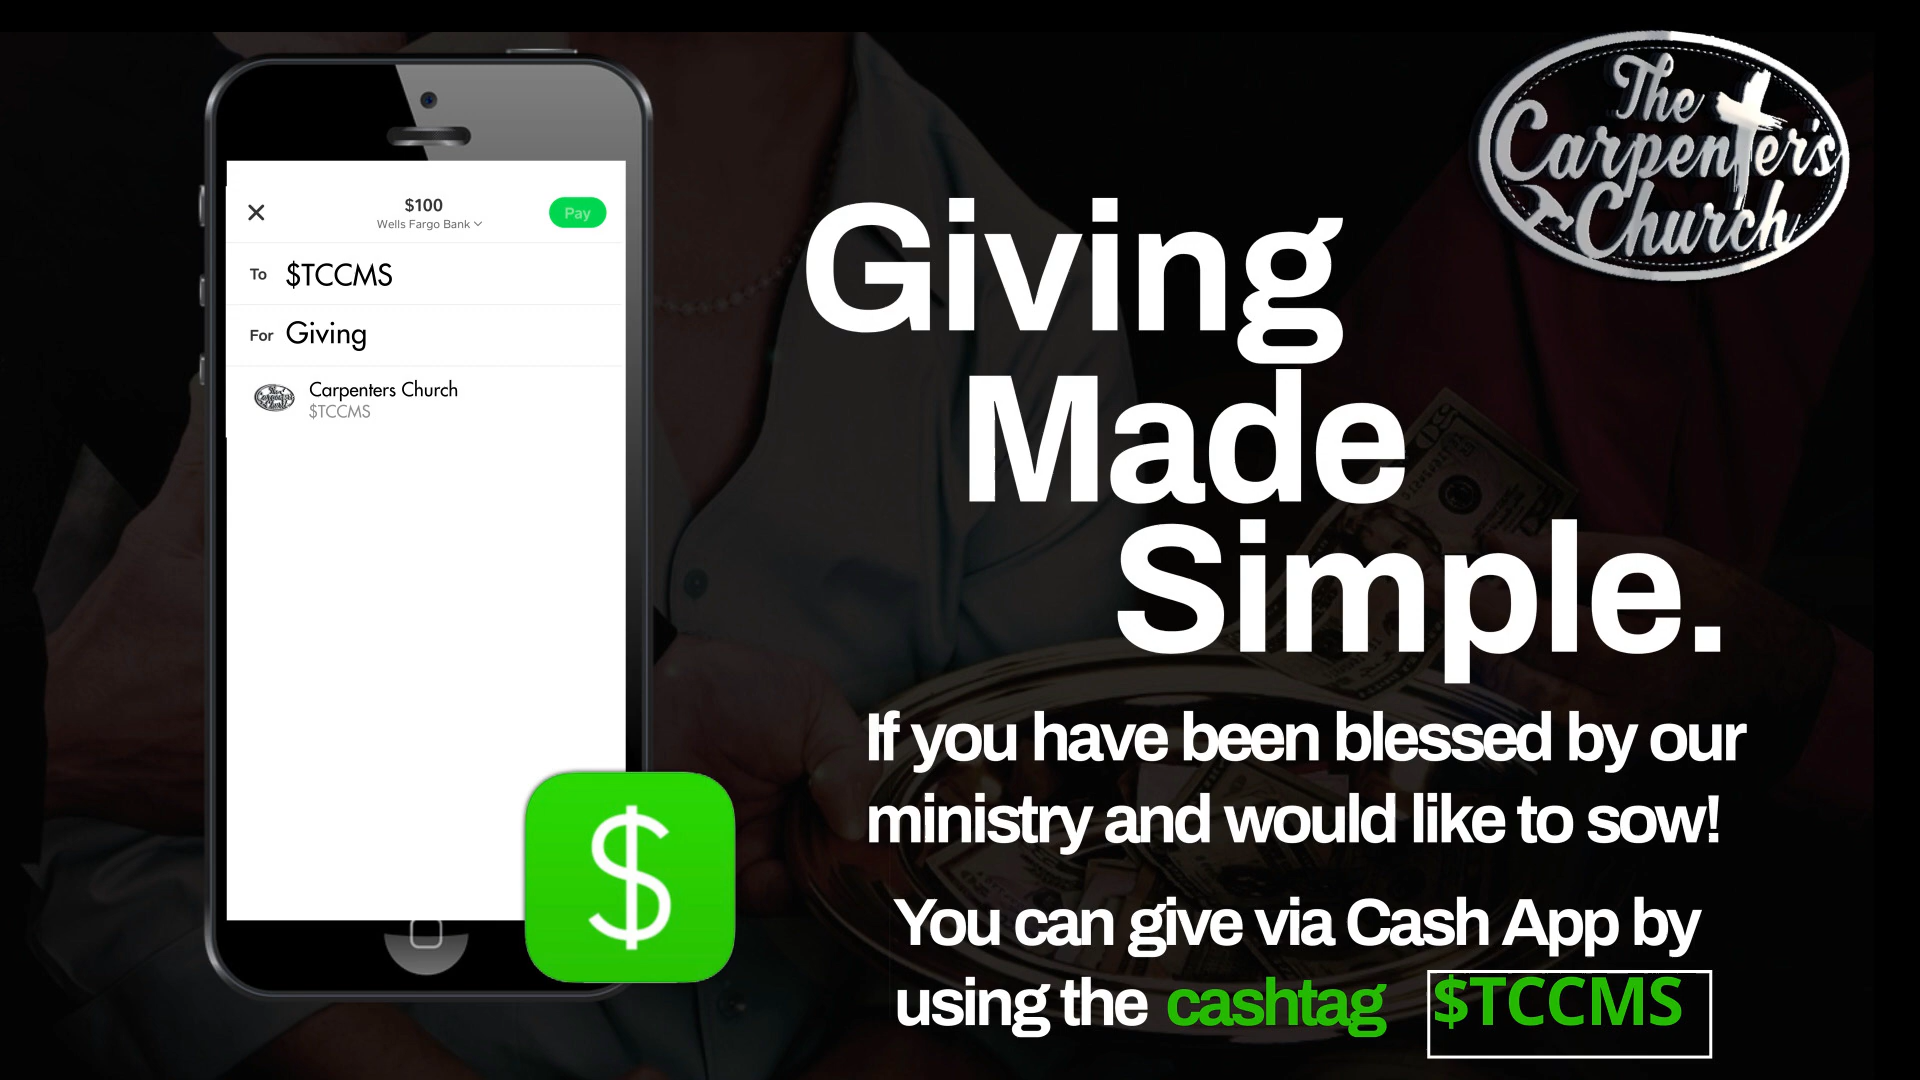 $100
Wells Fargo Bank
Pay
To $TCCMS
For Giving
Carpenters Church
$TCCMS
The
Carpenter's
Church
Giving
Made
Simple.
If you have been blessed by our
ministry and would like to sow!
You can give via Cash App by
using the cashtag $TCCMS
$